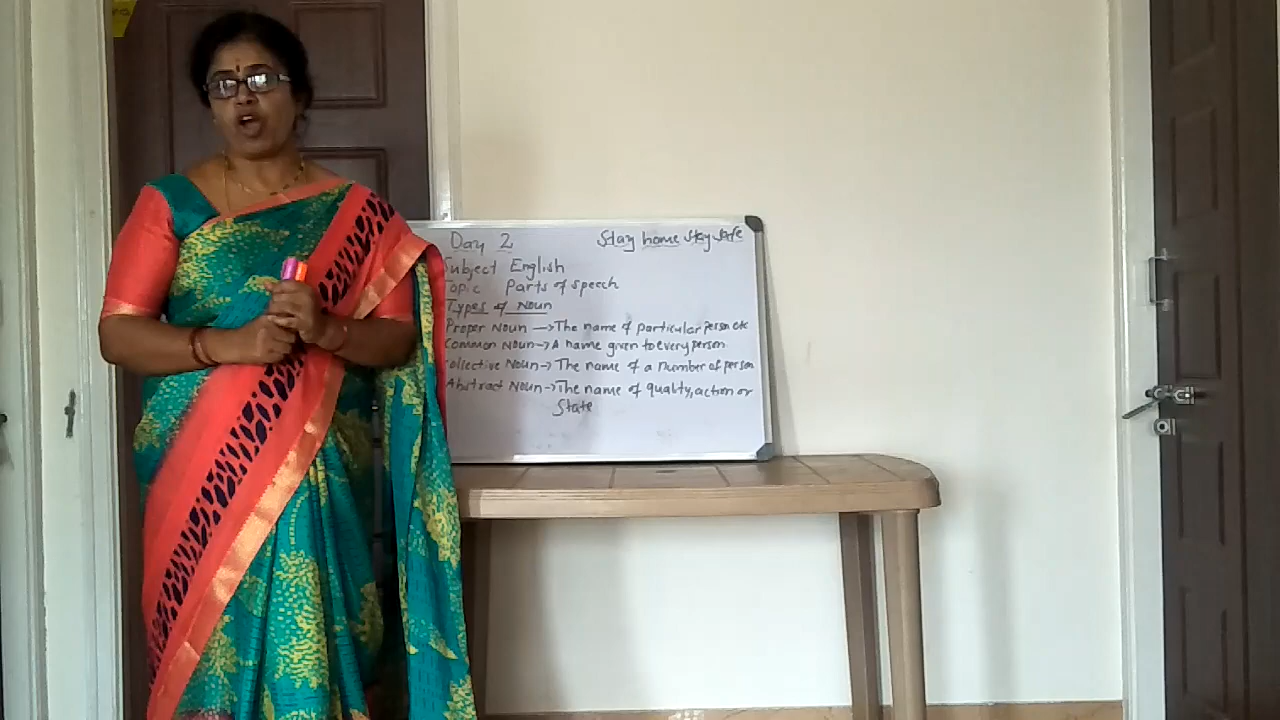 Day 2 Stay home stay safe
Subject English
Topic Parts of speech
Types of Noun
Proper Noun -> The name of particular person etc
Common Noun -> A name given to every person
Collective Noun -> The name of a number of person
Abstract Noun -> The name of quality, action or
State